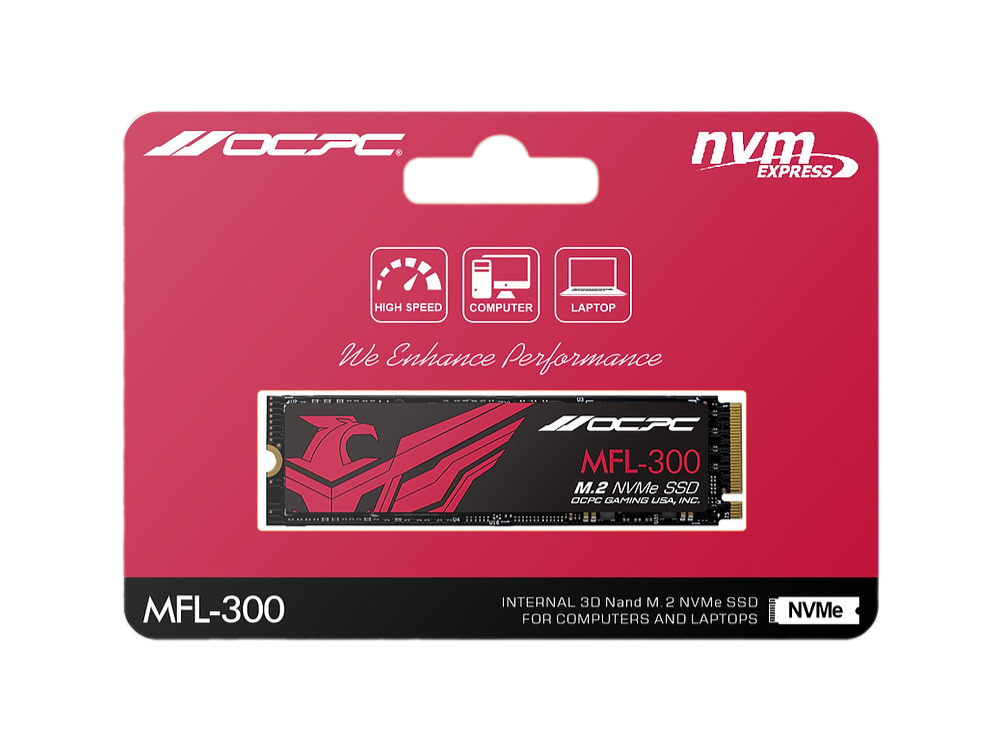 OCPC®
nvm
EXPRESS
HIGH SPEED
COMPUTER
LAPTOP
We Enhance Performance
U3
OCPC
MFL-300
M.2 NVMe SSD
OCPC GAMING USA, INC.
MFL-300
INTERNAL 3D Nand M.2 NVMe SSD
FOR COMPUTERS AND LAPTOPS
NVMe